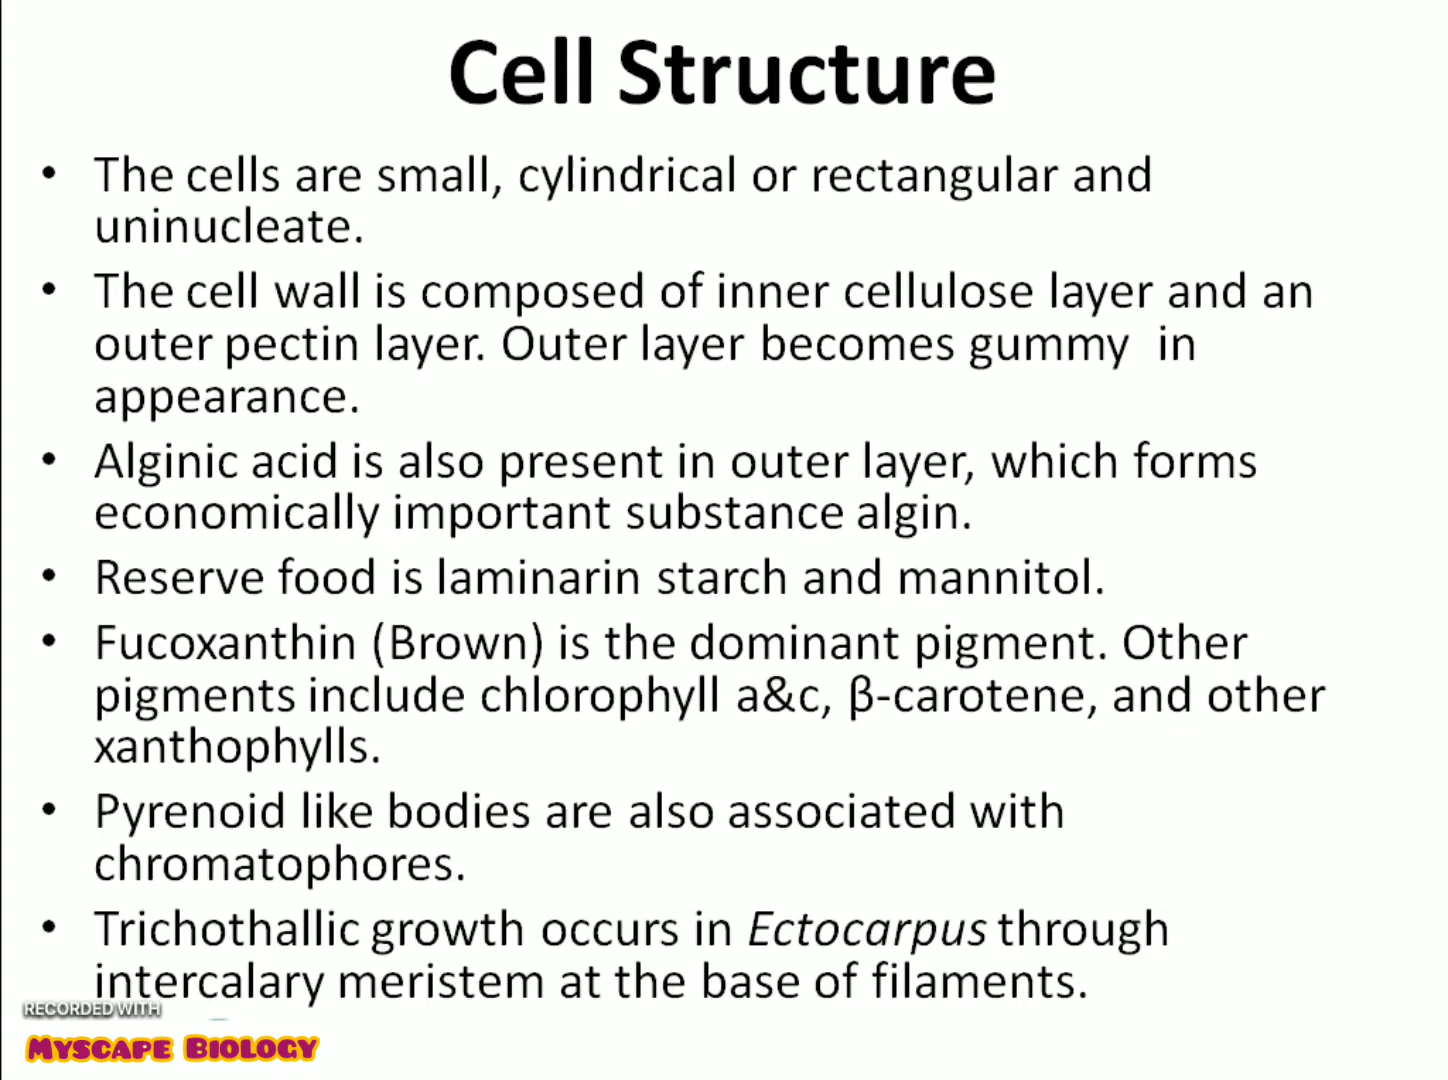 Cell Structure
• The cells are small, cylindrical or rectangular and
uninucleate.
• The cell wall is composed of inner cellulose layer and an
outer pectin layer. Outer layer becomes gummy in
appearance.
• Alginic acid is also present in outer layer, which forms
economically important substance algin.
• Reserve food is laminarin starch and mannitol.
• Fucoxanthin (Brown) is the dominant pigment. Other
pigments include chlorophyll a&c, β-carotene, and other
xanthophylls.
• Pyrenoid like bodies are also associated with
chromatophores.
• Trichothallic growth occurs in Ectocarpus through
intercalary meristem at the base of filaments.
RECORDED WITH
MYSCAPE BIOLOGY